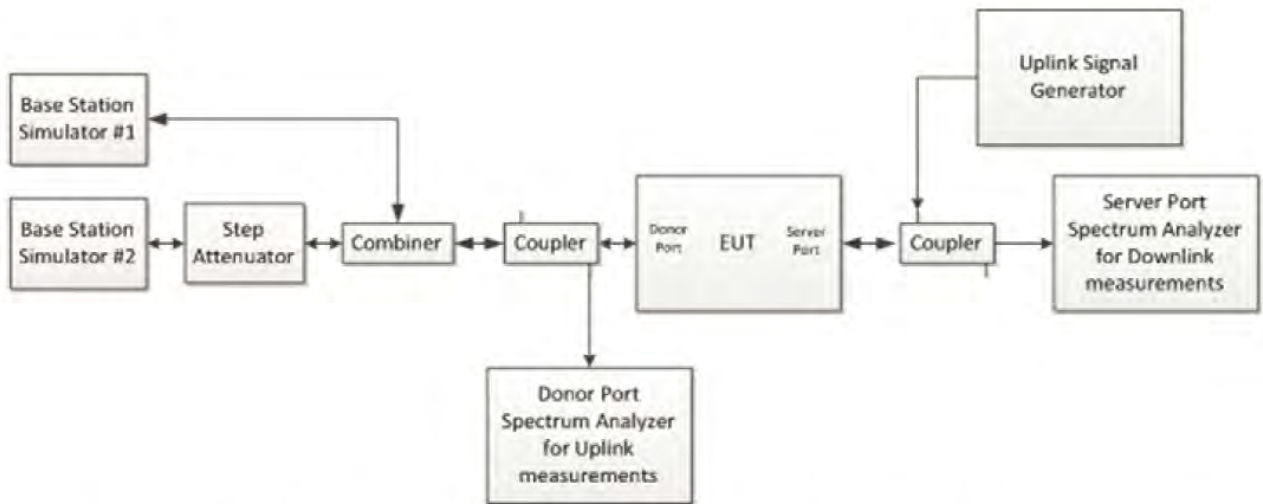 Base Station
Simulator #1
Base Station
Simulator #2
Step
Attenuator
Combiner
Coupler
Donor Port
Spectrum Analyzer
for Uplink
measurements
Donor
Port
EUT
Server
Port
Uplink Signal
Generator
Coupler
Server Port
Spectrum Analyzer
for Downlink
measurements